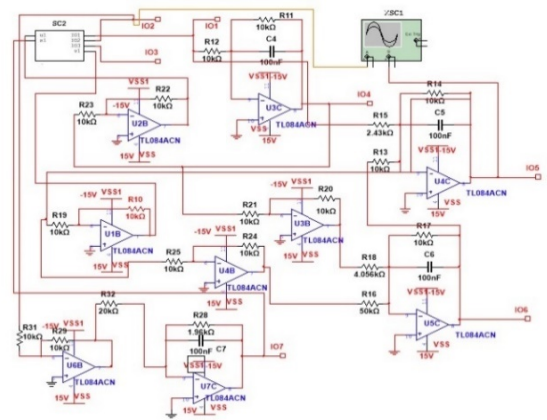 SC2
IO2
IO1
IO3
R11
10kΩ
R12
10kΩ
C4
100nF
VSS1-15V
U3C
TL084ACN
VSS
15V
XSC1
IO4
R14
10kΩ
R15
2.43kΩ
C5
100nF
R13
10kΩ
VSS1-15V
U4C
TL084ACN
VSS
15V
IO5
VSS1
-15V
R22
10kΩ
R23
10kΩ
U2B
TL084ACN
15V
VSS
-15V
VSS1
R10
10kΩ
R19
10kΩ
U1B
TL084ACN
15V
VSS
-15V
VSS1
R20
10kΩ
R21
10kΩ
U3B
TL084ACN
15V
VSS
-15V
VSS1
R24
10kΩ
R25
10kΩ
U4B
TL084ACN
15V
VSS
R17
10kΩ
R18
4.056kΩ
C6
100nF
R16
50kΩ
VSS1-15V
U5C
TL084ACN
15V
VSS
IO6
R32
20kΩ
R31
10kΩ
-15V
VSS1
R29
10kΩ
U6B
TL084ACN
15V
VSS
R28
1.96kΩ
100nF
C7
VSS1-15V
U7C
TL084ACN
15V
VSS
IO7